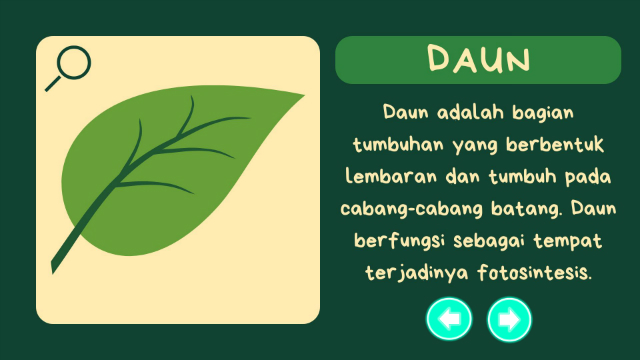 DAUN
Daun adalah bagian
tumbuhan yang berbentuk
lembaran dan tumbuh pada
cabang-cabang batang. Daun
berfungsi sebagai tempat
terjadinya fotosintesis.